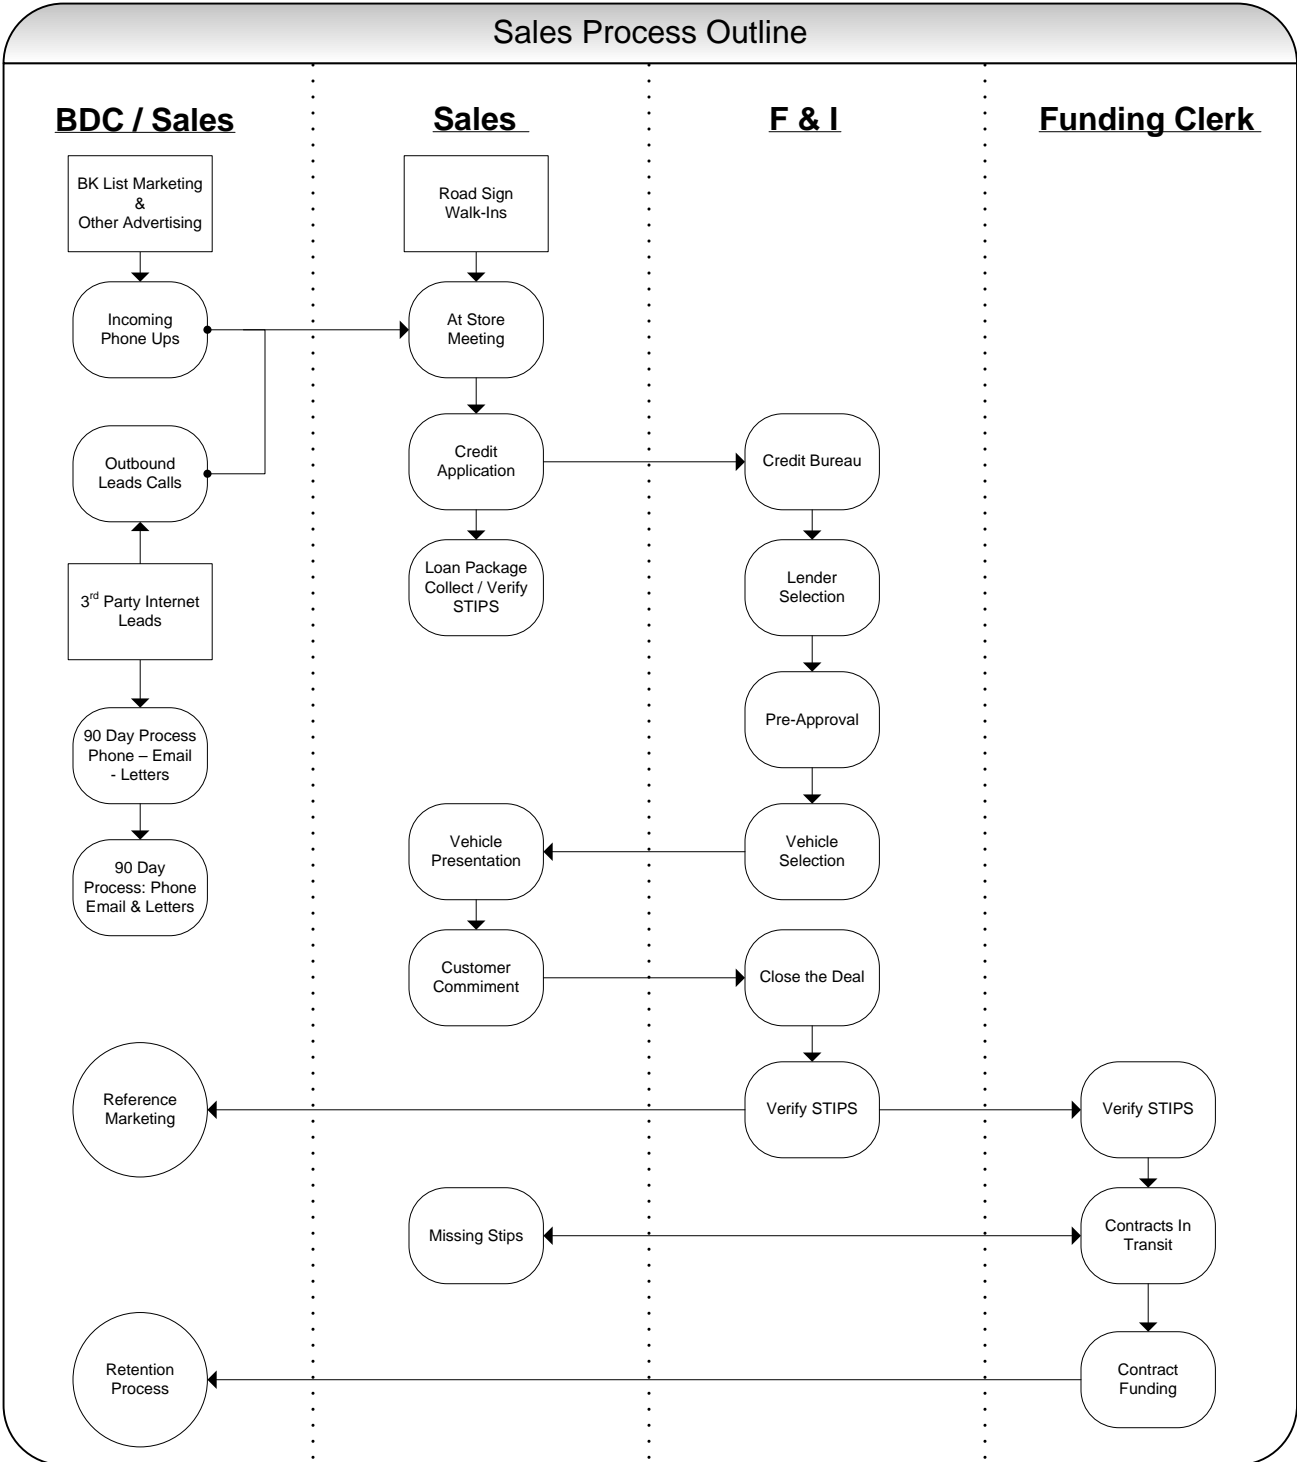 Sales Process Outline
BDC / Sales
Sales
F & I
Funding Clerk
BK List Marketing
&
Other Advertising
Road Sign
Walk-Ins
Incoming
Phone Ups
At Store
Meeting
Outbound
Leads Calls
Credit
Application
Credit Bureau
3rd Party Internet
Leads
Loan Package
Collect / Verify
STIPS
Lender
Selection
90 Day Process
Phone – Email
- Letters
Pre-Approval
90 Day
Process: Phone
Email & Letters
Vehicle
Presentation
Vehicle
Selection
Customer
Commiment
Close the Deal
Reference
Marketing
Verify STIPS
Verify STIPS
Missing Stips
Contracts In
Transit
Retention
Process
Contract
Funding